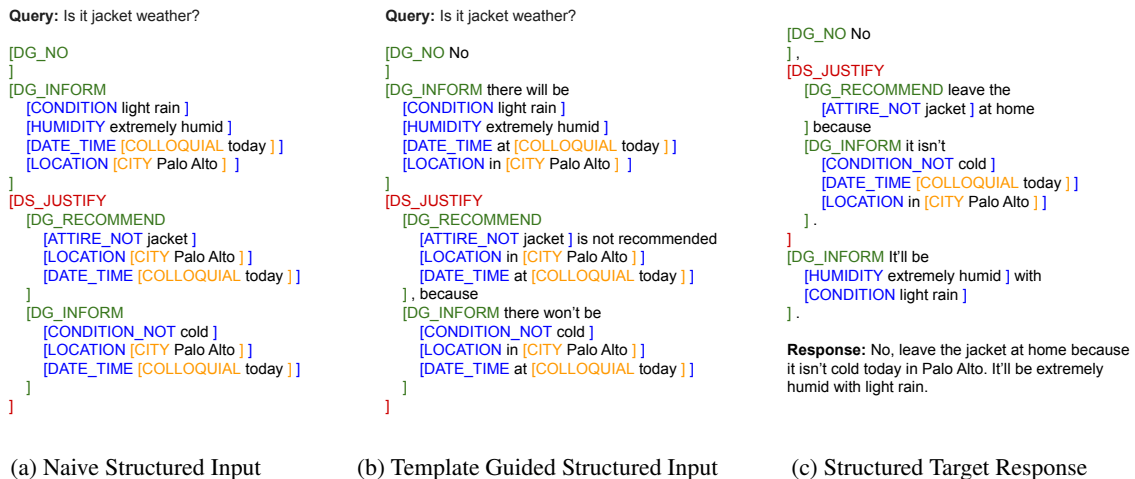 Query: Is it jacket weather?
[DG_NO
]
[DG_INFORM
[CONDITION light rain ]
[HUMIDITY extremely humid ]
[DATE_TIME [COLLOQUIAL today ] ]
[LOCATION [CITY Palo Alto ] ]
]
[DS_JUSTIFY
[DG_RECOMMEND
[ATTIRE_NOT jacket ]
[LOCATION [CITY Palo Alto ] ]
[DATE_TIME [COLLOQUIAL today ] ]
]
[DG_INFORM
[CONDITION_NOT cold ]
[LOCATION [CITY Palo Alto ] ]
[DATE_TIME [COLLOQUIAL today ] ]
]
]
(a) Naive Structured Input
Query: Is it jacket weather?
[DG_NO No
]
[DG_INFORM there will be
[CONDITION light rain ]
[HUMIDITY extremely humid ]
[DATE_TIME at [COLLOQUIAL today ] ]
[LOCATION in [CITY Palo Alto ] ]
]
[DS_JUSTIFY
[DG_RECOMMEND
[ATTIRE_NOT jacket ] is not recommended
[LOCATION in [CITY Palo Alto ] ]
[DATE_TIME at [COLLOQUIAL today ] ]
] , because
[DG_INFORM there won't be
[CONDITION_NOT cold ]
[LOCATION in [CITY Palo Alto ] ]
[DATE_TIME at [COLLOQUIAL today ] ]
]
]
(b) Template Guided Structured Input
[DG_NO No
] ,
[DS_JUSTIFY
[DG_RECOMMEND leave the
[ATTIRE_NOT jacket ] at home
] because
[DG_INFORM it isn't
[CONDITION_NOT cold ]
[DATE_TIME [COLLOQUIAL today ] ]
[LOCATION in [CITY Palo Alto ] ]
] .
]
[DG_INFORM It'll be
[HUMIDITY extremely humid ] with
[CONDITION light rain ]
] .
Response: No, leave the jacket at home because
it isn't cold today in Palo Alto. It'll be extremely
humid with light rain.
(c) Structured Target Response